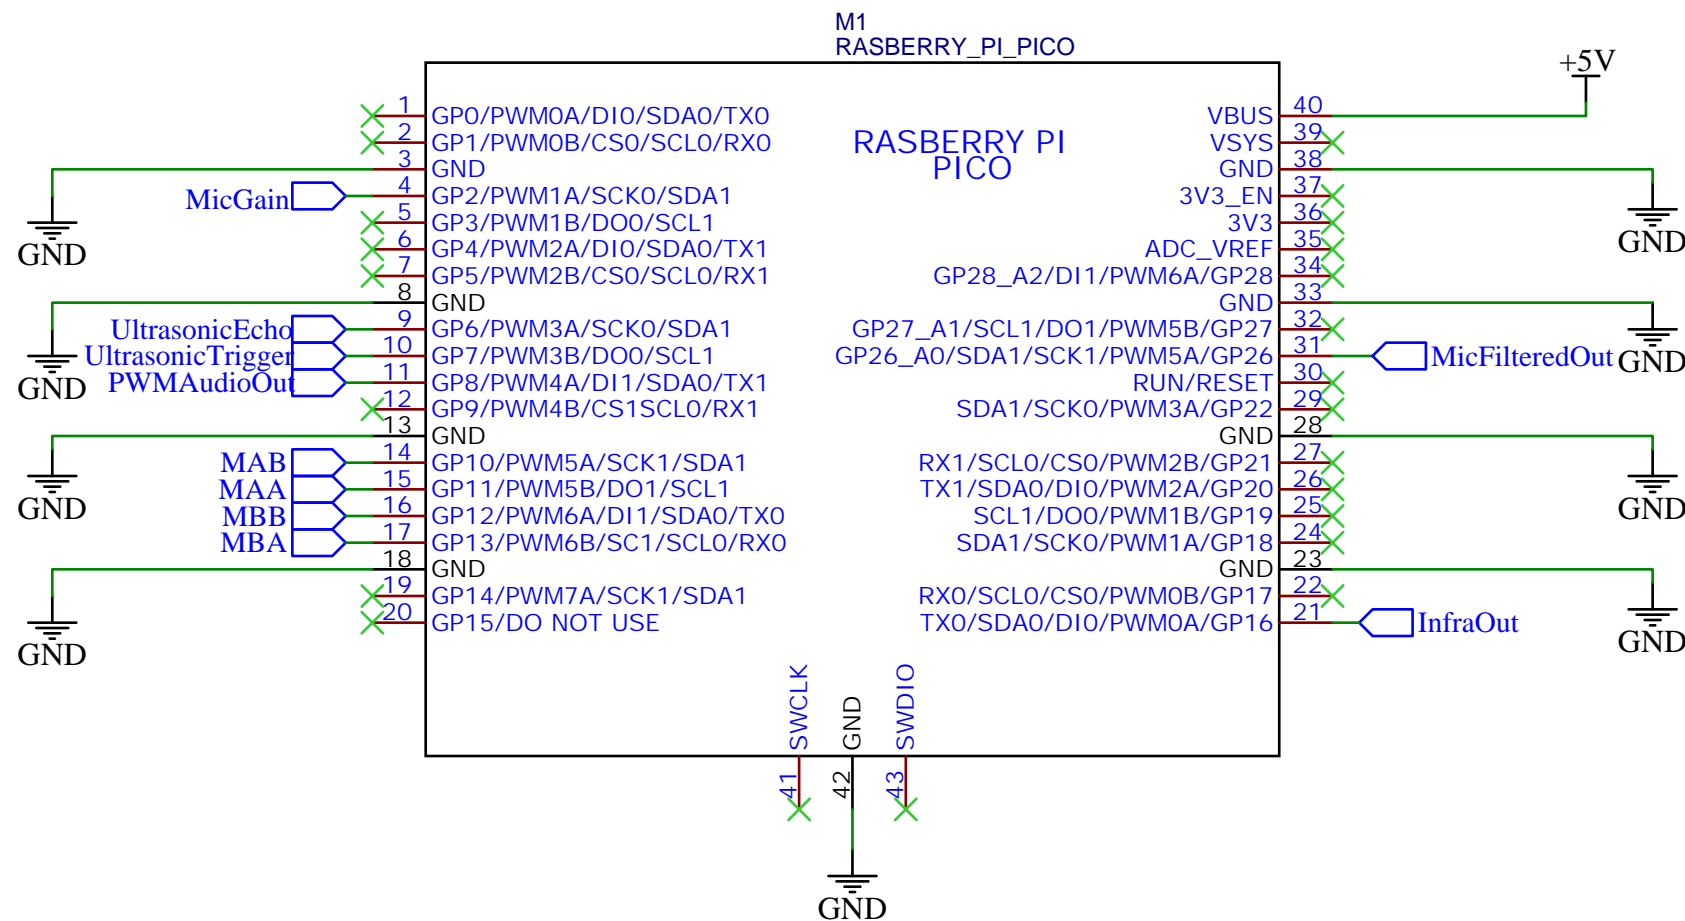 M1
RASBERRY_PI_PICO
+5V
RASBERRY PI
PICO
1 GP0/PWM0A/DI0/SDA0/TX0
2 GP1/PWM0B/CS0/SCL0/RX0
3 GND
GND
MicGain 4 GP2/PWM1A/SCK0/SDA1
5 GP3/PWM1B/DO0/SCL1
6 GP4/PWM2A/DI0/SDA0/TX1
7 GP5/PWM2B/CS0/SCL0/RX1
8 GND
GND
UltrasonicEcho 9 GP6/PWM3A/SCK0/SDA1
UltrasonicTrigger 10 GP7/PWM3B/DO0/SCL1
PWMAudioOut 11 GP8/PWM4A/DI1/SDA0/TX1
12 GP9/PWM4B/CS1SCL0/RX1
13 GND
GND
MAB 14 GP10/PWM5A/SCK1/SDA1
MAA 15 GP11/PWM5B/DO1/SCL1
MBB 16 GP12/PWM6A/DI1/SDA0/TX0
MBA 17 GP13/PWM6B/SC1/SCL0/RX0
18 GND
GND
19 GP14/PWM7A/SCK1/SDA1
20 GP15/DO NOT USE
VBUS 40
VSYS 39
GND 38
GND
3V3_EN 37
3V3 36
ADC_VREF 35
GP28_A2/DI1/PWM6A/GP28 34
GND 33
GND
GP27_A1/SCL1/DO1/PWM5B/GP27 32
GP26_A0/SDA1/SCK1/PWM5A/GP26 31 MicFilteredOut
RUN/RESET 30
SDA1/SCK0/PWM3A/GP22 29
GND 28
GND
RX1/SCL0/CS0/PWM2B/GP21 27
TX1/SDA0/DI0/PWM2A/GP20 26
SCL1/DO0/PWM1B/GP19 25
SDA1/SCK0/PWM1A/GP18 24
GND 23
GND
RX0/SCL0/CS0/PWM0B/GP17 22
TX0/SDA0/DI0/PWM0A/GP16 21 InfraOut
SWCLK 41
GND 42
SWDIO 43
GND